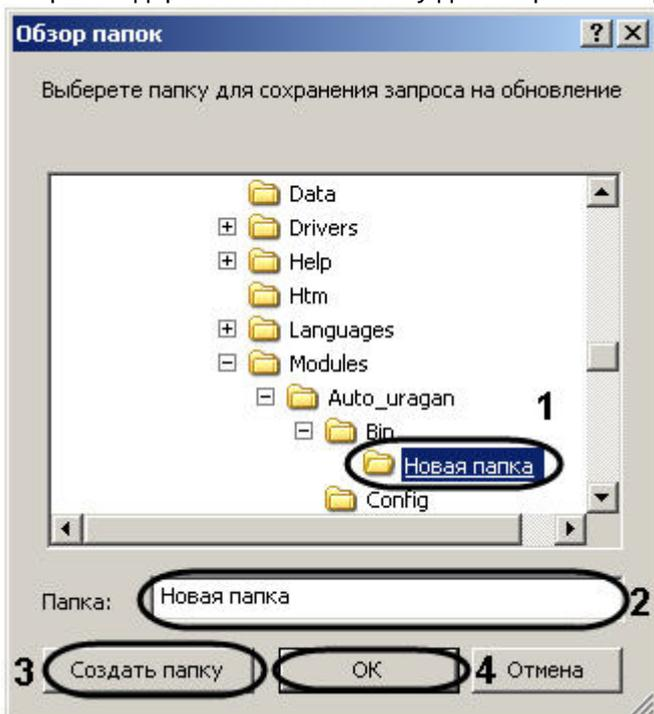 Обзор папок
Выберете папку для сохранения запроса на обновление
Data
Drivers
Help
Htm
Languages
Modules
Auto_uragan
1
Bin
Новая папка
Config
Папка: Новая папка 2
3 Создать папку OK 4 Отмена